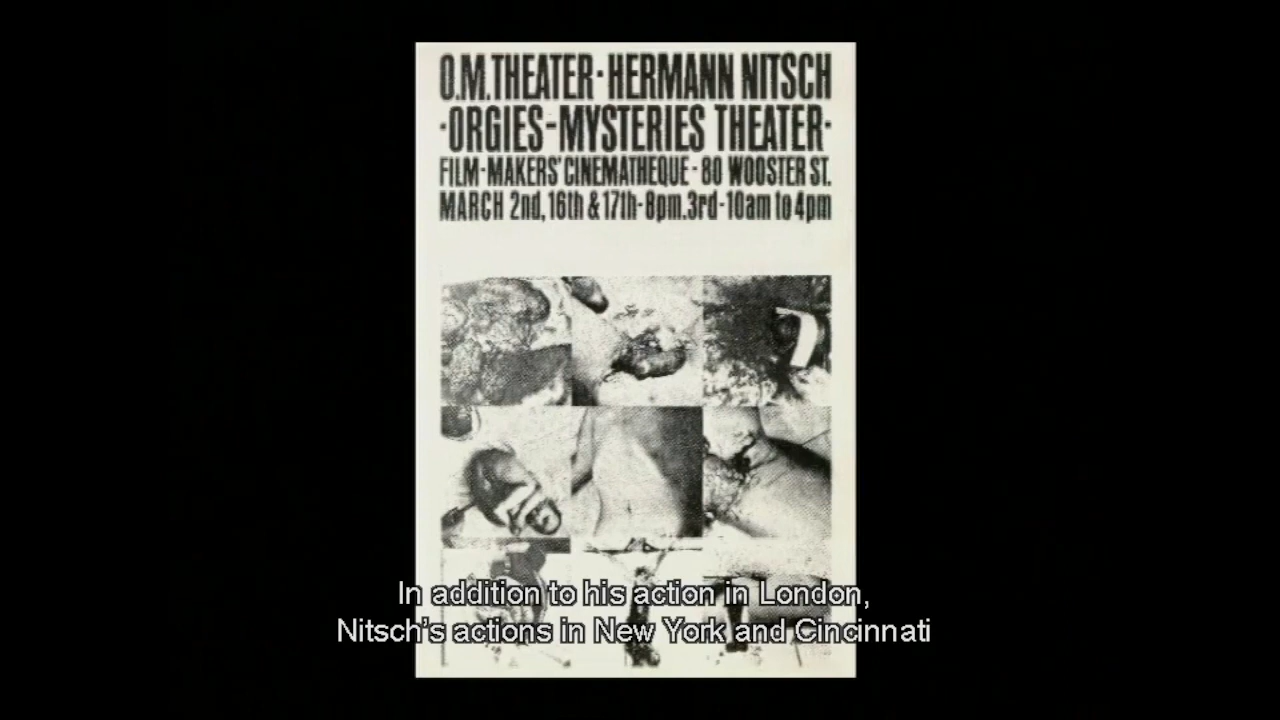 O.M.THEATER·HERMANN NITSCH
·ORGIES-MYSTERIES THEATER·
FILM-MAKERS' CINEMATHEQUE - 80 WOOSTER ST.
MARCH 2nd, 16th & 17th-8pm.3rd-10am to 4pm
In addition to his action in London,
Nitsch's actions in New York and Cincinnati